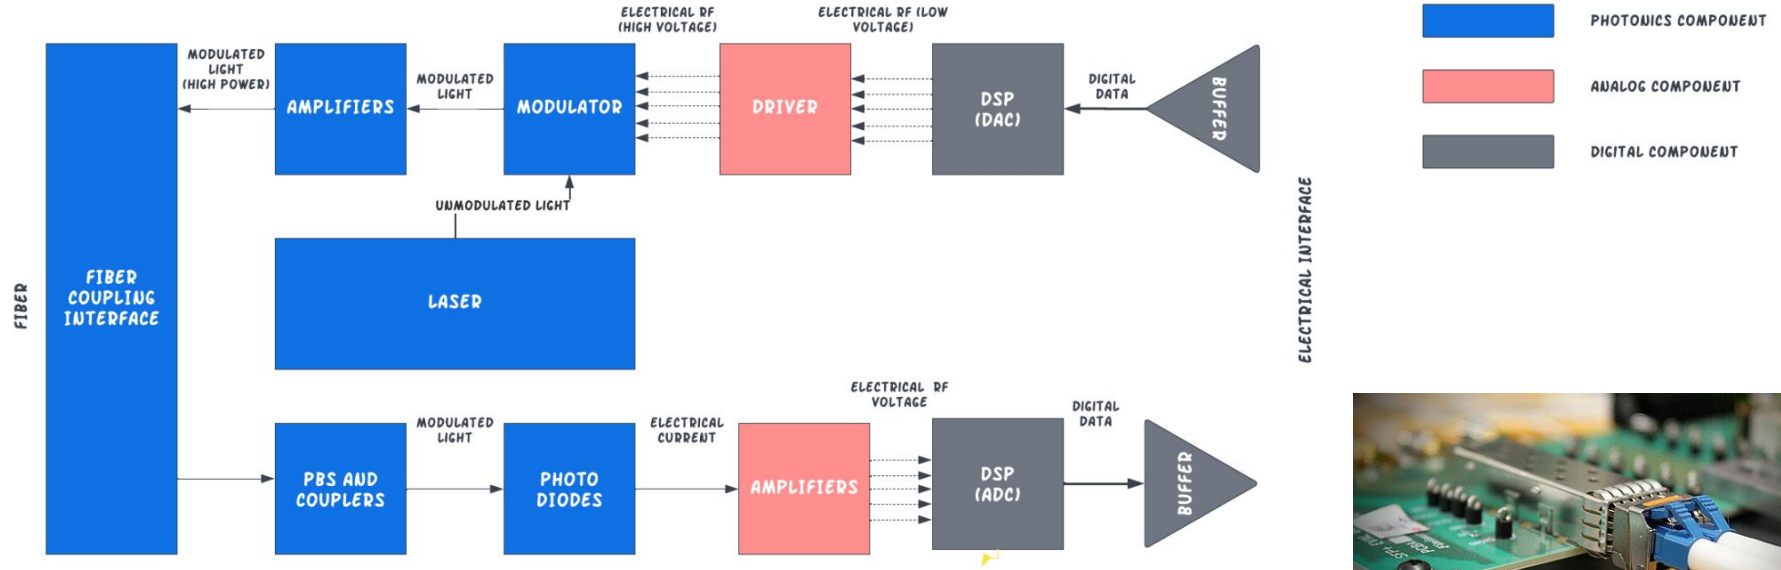 ELECTRICAL RF
(HIGH VOLTAGE)
ELECTRICAL RF (LOW
VOLTAGE)
PHOTONICS COMPONENT
MODULATED
LIGHT
(HIGH POWER)
MODULATED
LIGHT
DIGITAL
DATA
AMPLIFIERS
MODULATOR
DRIVER
DSP
(DAC)
BUFFER
ANALOG COMPONENT
DIGITAL COMPONENT
UNMODULATED LIGHT
FIBER
FIBER
COUPLING
INTERFACE
LASER
ELECTRICAL INTERFACE
MODULATED
LIGHT
ELECTRICAL
CURRENT
ELECTRICAL RF
VOLTAGE
DIGITAL
DATA
PBS AND
COUPLERS
PHOTO
DIODES
AMPLIFIERS
DSP
(ADC)
BUFFER